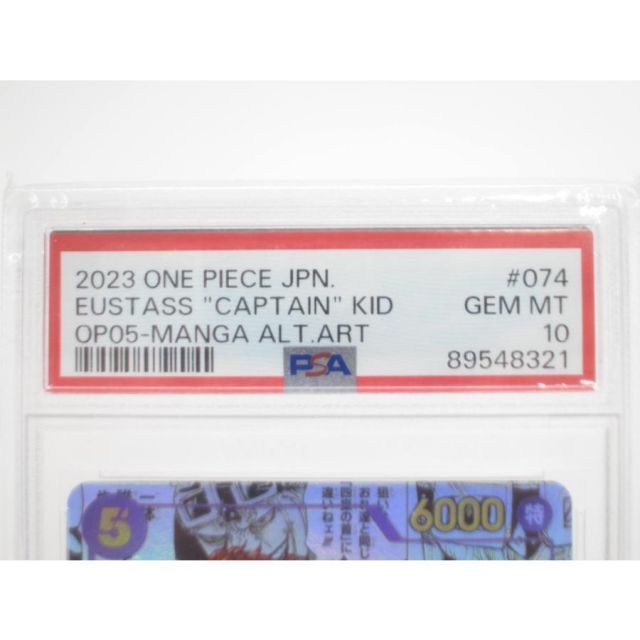 2023 ONE PIECE JPN. #074
EUSTASS "CAPTAIN" KID GEM MT
OP05-MANGA ALT.ART 10
PSA 89548321
5 6000 特